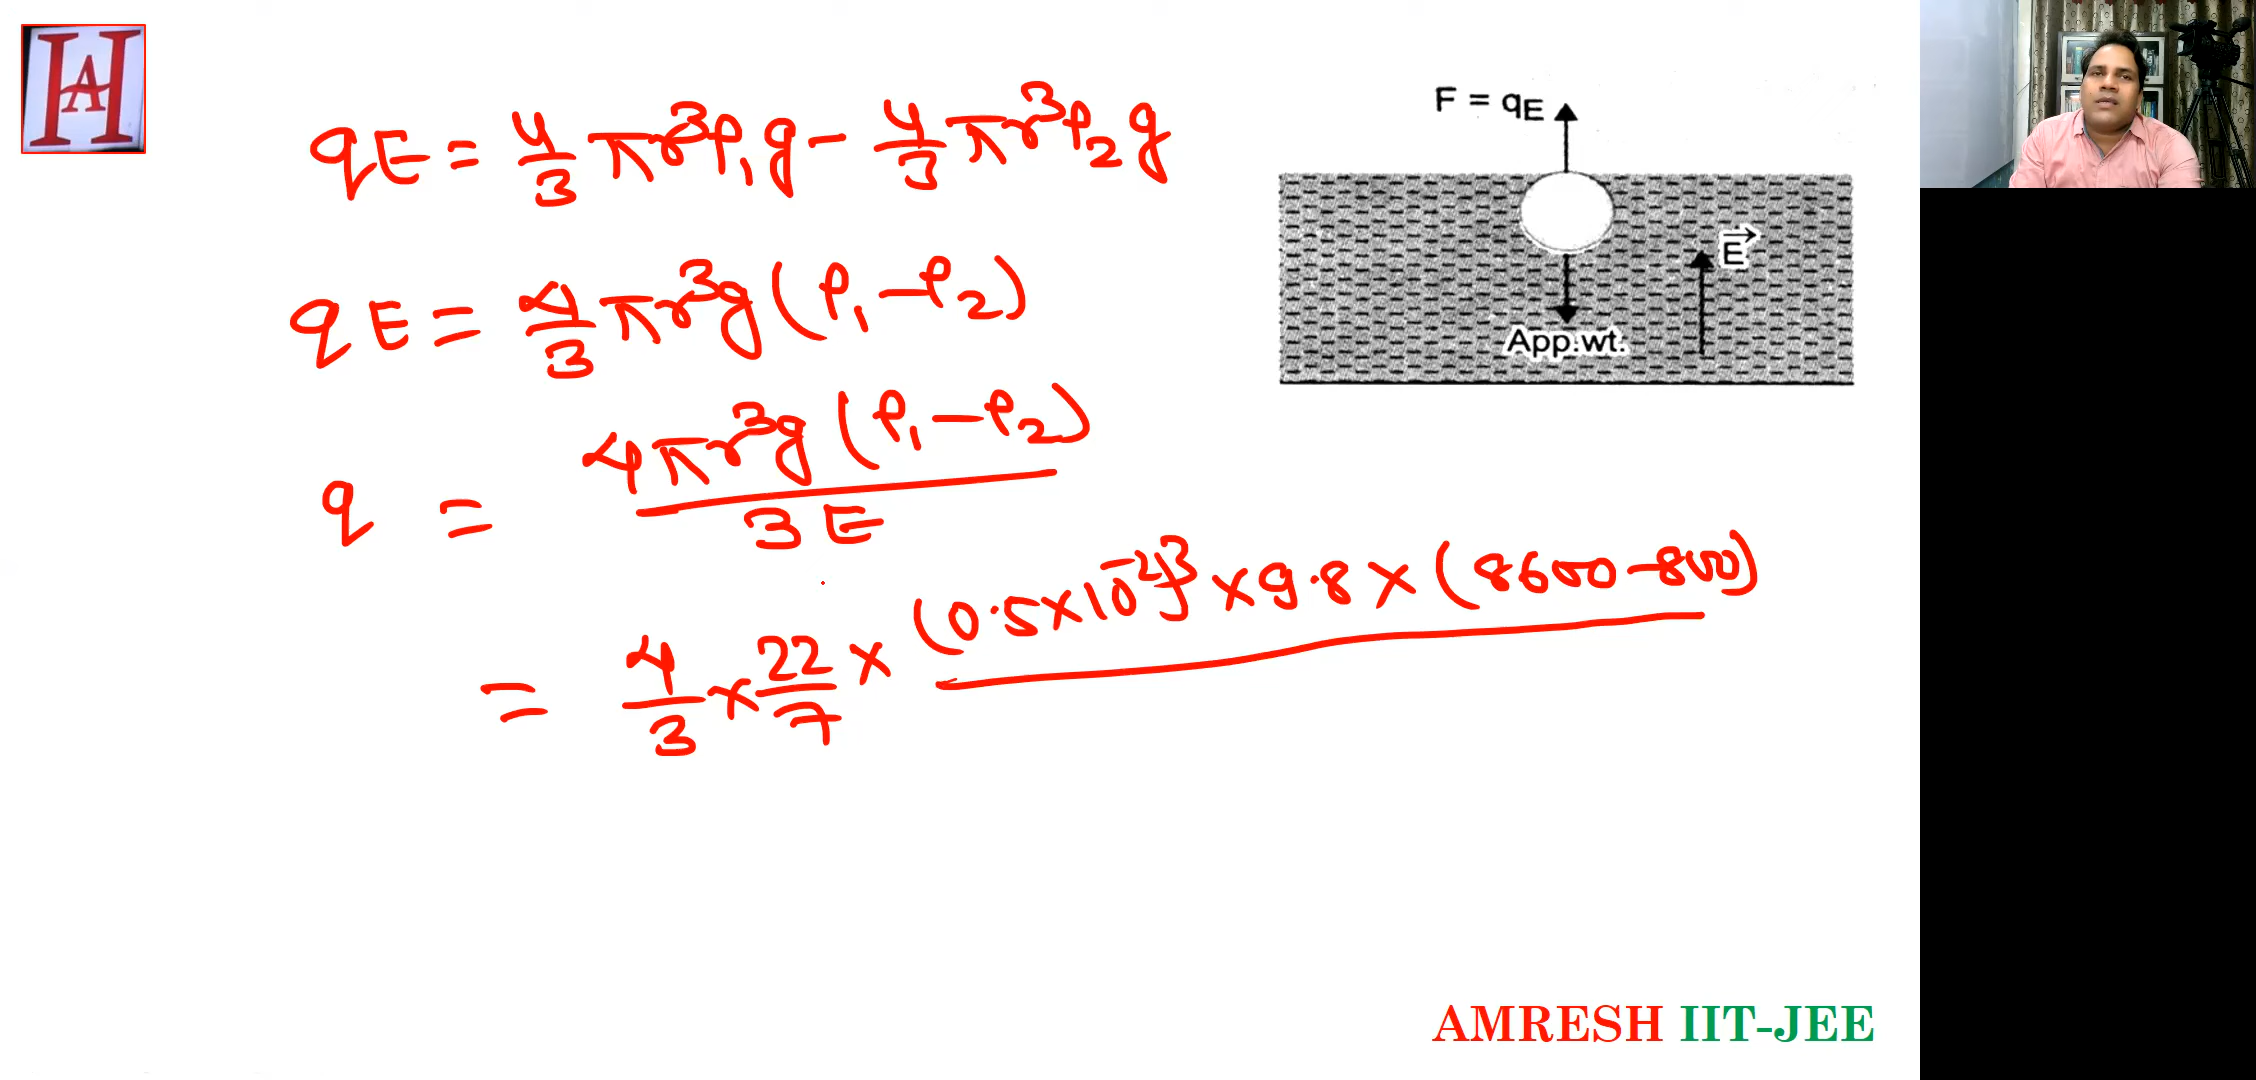 HA
qE = 4/3 πr³ρ₁g - 4/3 πr³ρ₂g
qE = 4/3 πr³g (ρ₁ - ρ₂)
q = 4πr³g (ρ₁ - ρ₂) / 3E
= 4/3 × 22/7 × (0.5×10⁻²)³ × 9.8 × (8600-800)
F = qE
E⃗
App.wt.
AMRESH IIT-JEE